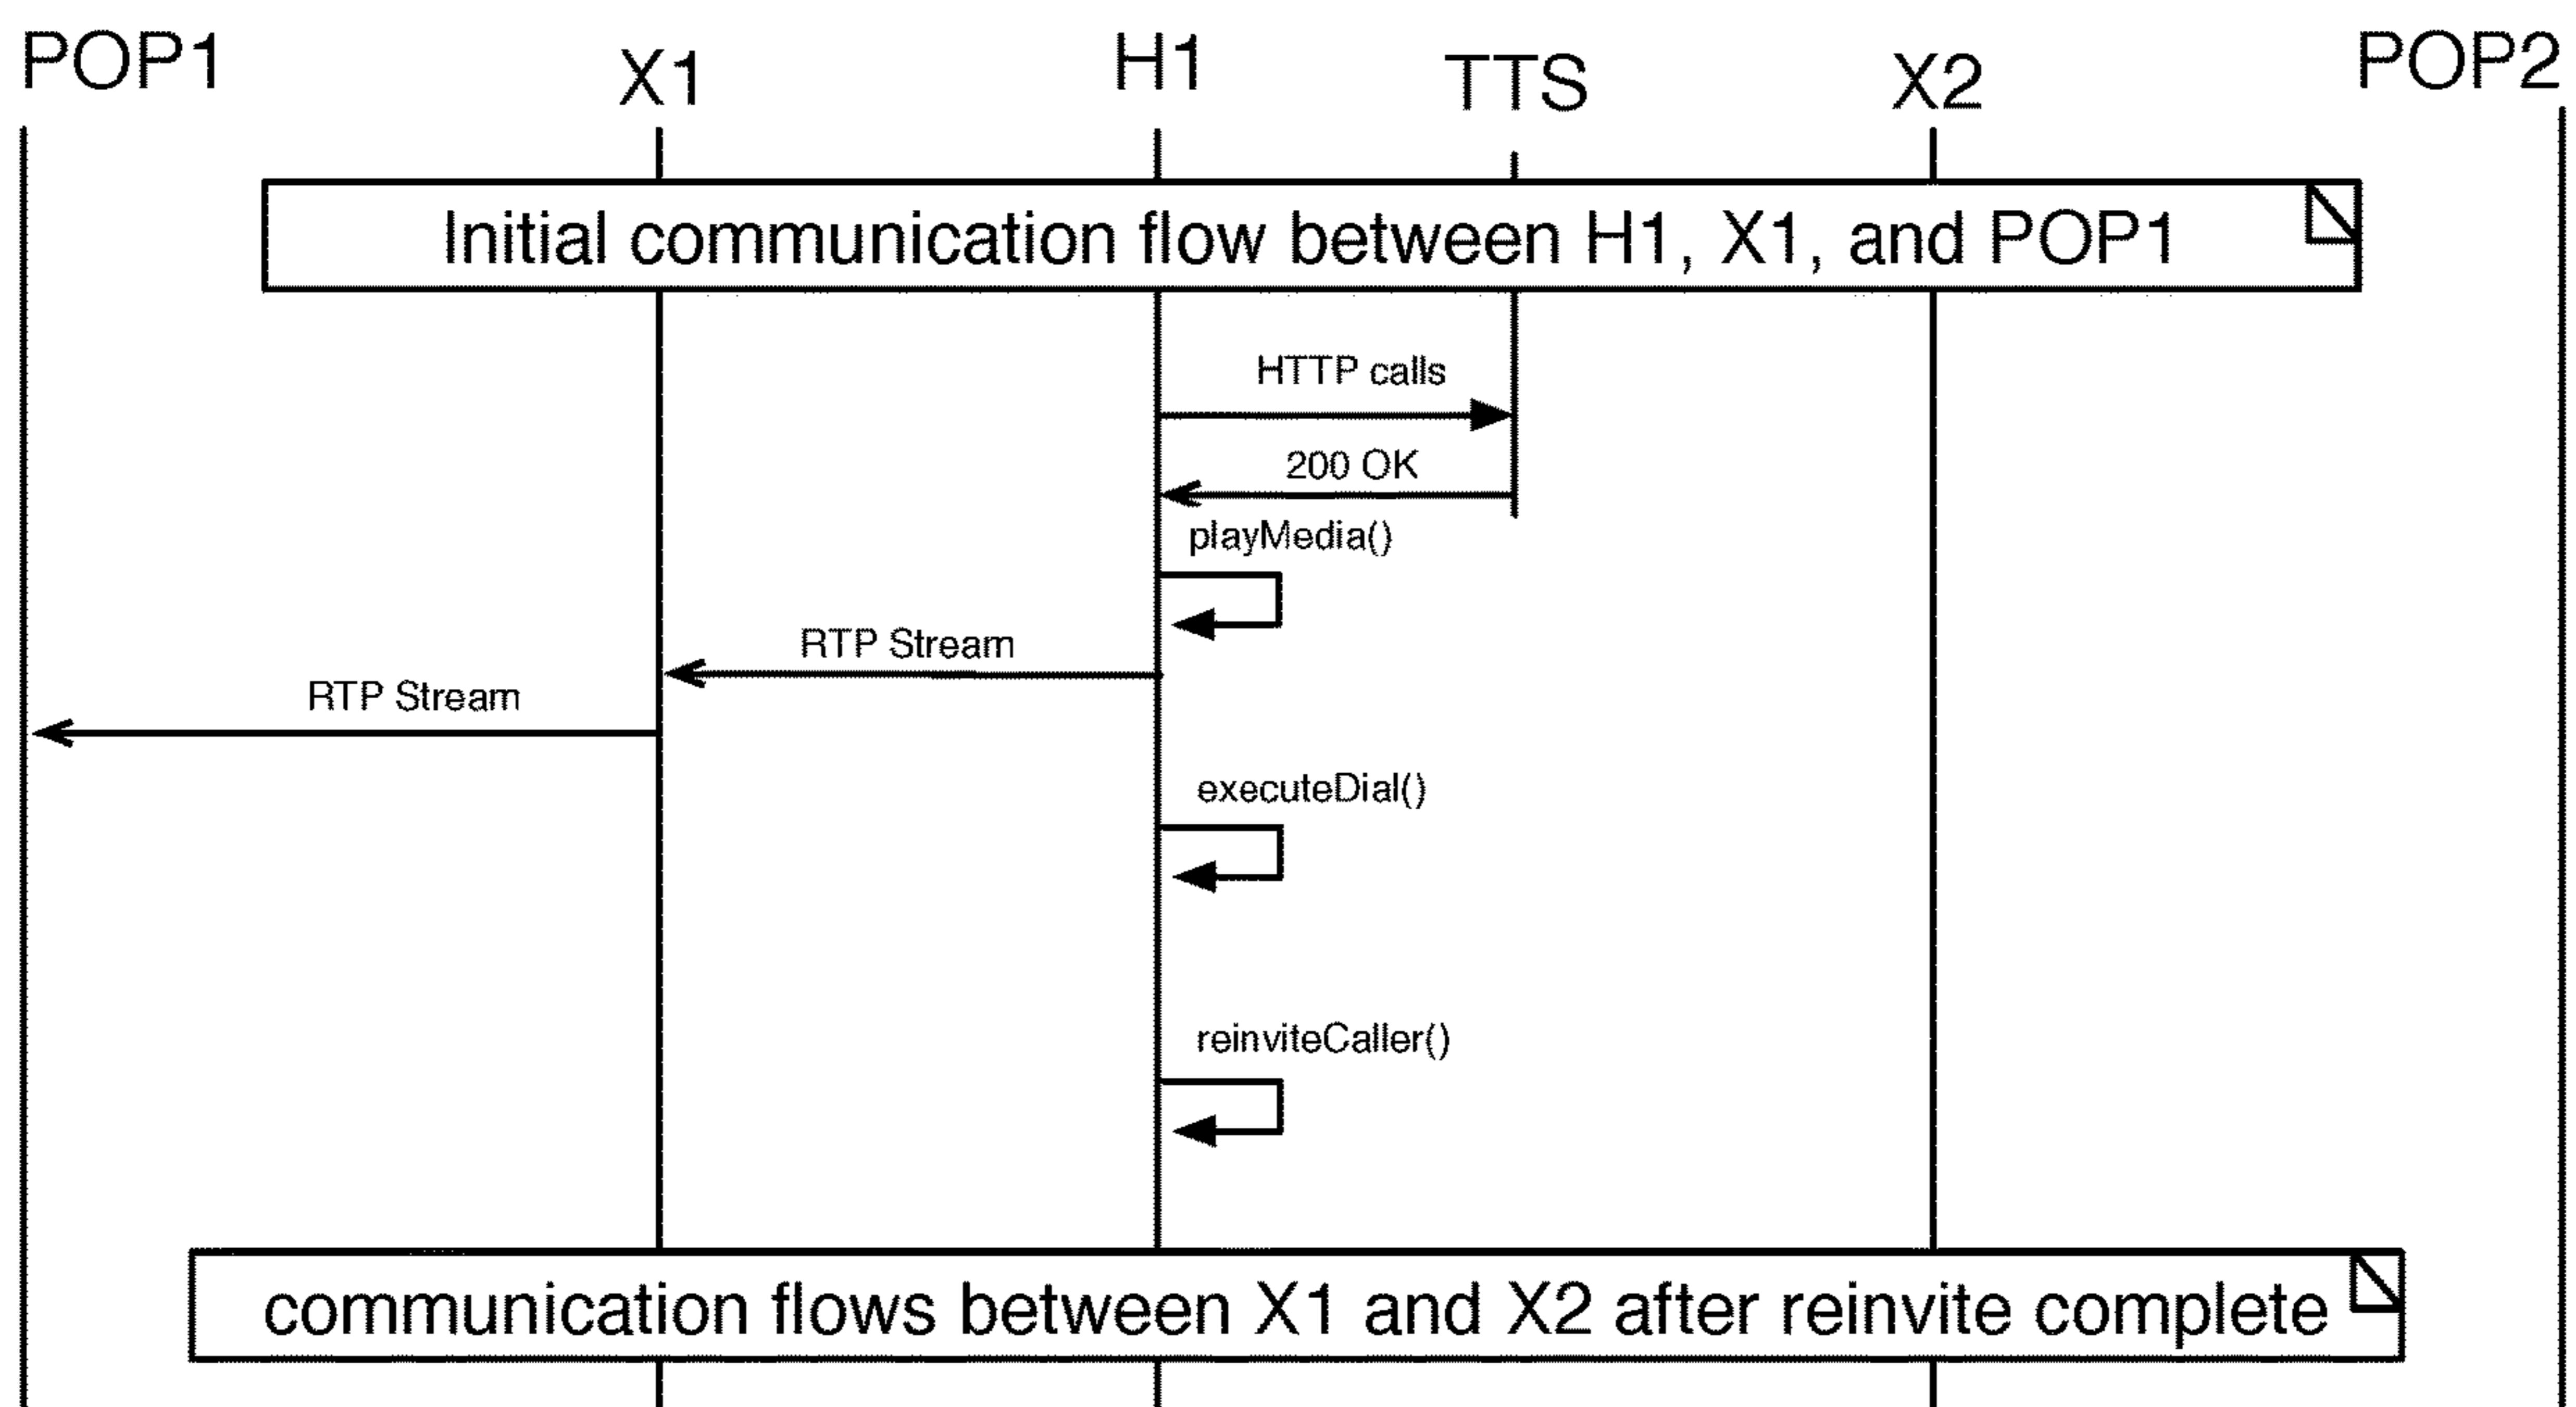 POP1
X1
H1
TTS
X2
POP2
Initial communication flow between H1, X1, and POP1
HTTP calls
200 OK
playMedia()
RTP Stream
RTP Stream
executeDial()
reinviteCaller()
communication flows between X1 and X2 after reinvite complete